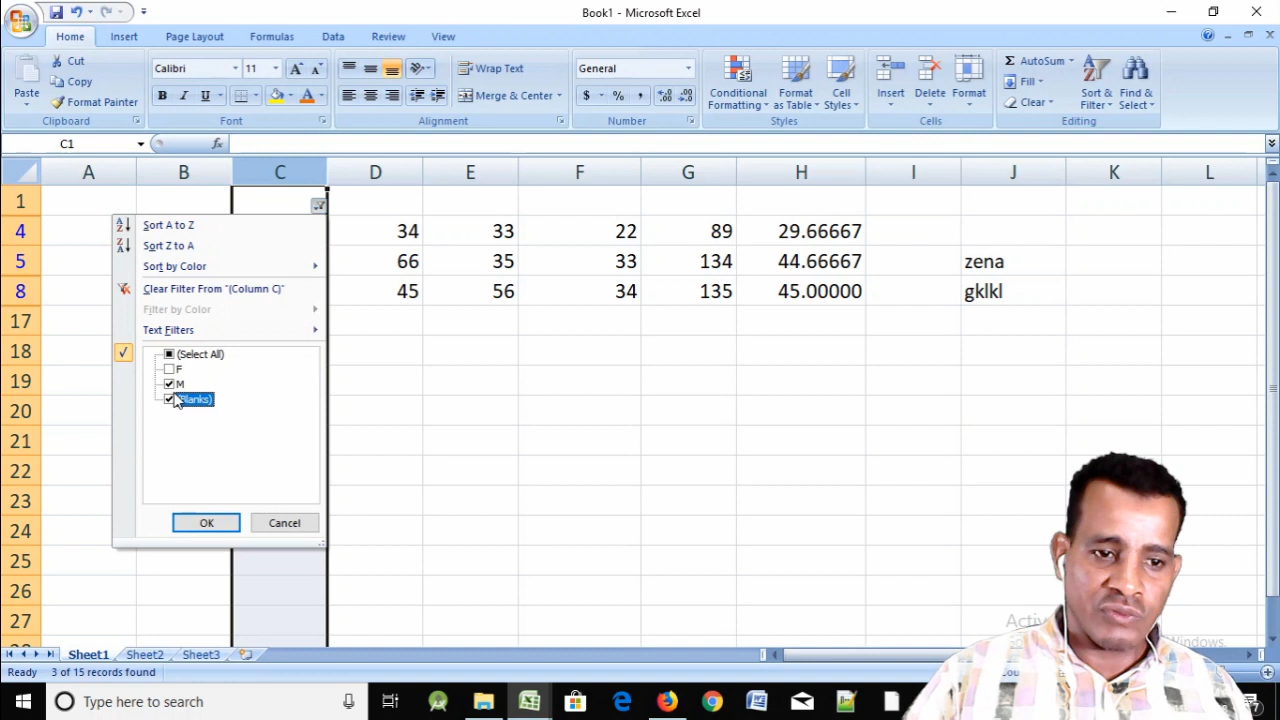 Book1 - Microsoft Excel
Home Insert Page Layout Formulas Data Review View
Paste Cut Copy Format Painter Clipboard
Calibri 11 A A B I U A Font
Wrap Text Merge & Center Alignment
General $ % , Number
Conditional Formatting Format as Table Cell Styles Styles
Insert Delete Format Cells
Σ AutoSum Fill Clear Sort & Filter Find & Select Editing
C1 fx
A B C D E F G H I J K L
1
4 34 33 22 89 29.66667
5 66 35 33 134 44.66667 zena
8 45 56 34 135 45.00000 gklkl
17
18
19
20
21
22
23
24
25
26
27
Sort A to Z
Sort Z to A
Sort by Color
Clear Filter From "(Column C)"
Filter by Color
Text Filters
(Select All)
F
M
OK Cancel
Windows.
Sheet1 Sheet2 Sheet3
Ready 3 of 15 records found
Type here to search